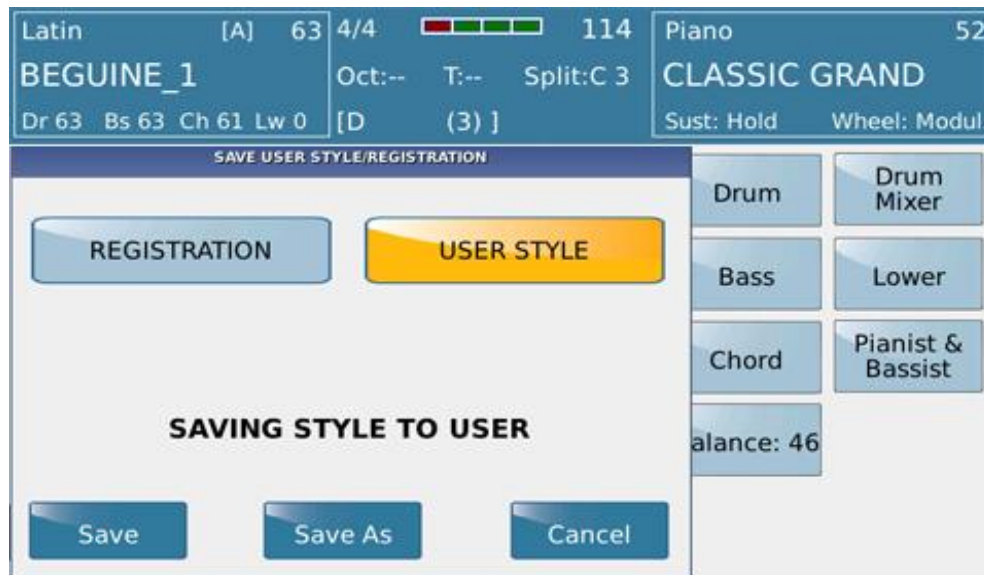 Latin [A] 63
BEGUINE_1
Dr 63 Bs 63 Ch 61 Lw 0
4/4 114
Oct:-- T:-- Split:C 3
[D (3) ]
Piano 52
CLASSIC GRAND
Sust: Hold Wheel: Modul
SAVE USER STYLE/REGISTRATION
REGISTRATION USER STYLE
SAVING STYLE TO USER
Save Save As Cancel
Drum
Drum
Mixer
Bass
Lower
Chord
Pianist &
Bassist
alance: 46